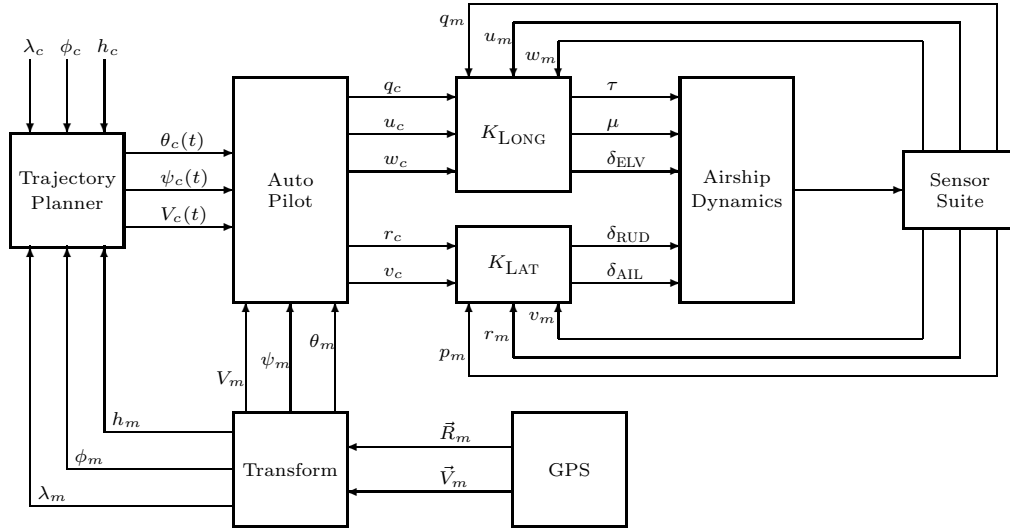 q_m
u_m
w_m
λ_c ϕ_c h_c
q_c
u_c
w_c
K_LONG
τ
μ
δ_ELV
θ_c(t)
ψ_c(t)
V_c(t)
Trajectory
Planner
Auto
Pilot
Airship
Dynamics
Sensor
Suite
r_c
v_c
K_LAT
δ_RUD
δ_AIL
v_m
r_m
p_m
V_m
ψ_m
θ_m
h_m
ϕ_m
λ_m
Transform
R⃗_m
V⃗_m
GPS